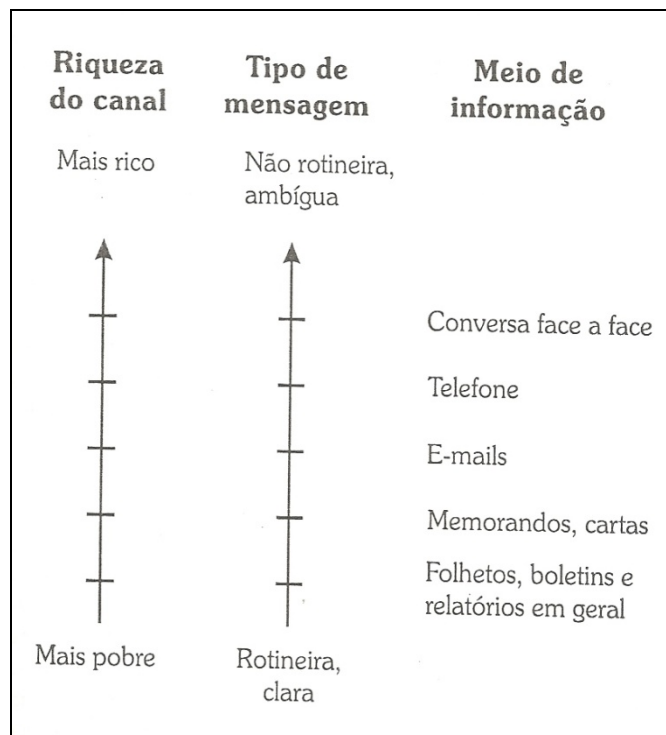 Riqueza
do canal
Tipo de
mensagem
Meio de
informação
Mais rico
Não rotineira,
ambígua
Conversa face a face
Telefone
E-mails
Memorandos, cartas
Folhetos, boletins e
relatórios em geral
Mais pobre
Rotineira,
clara